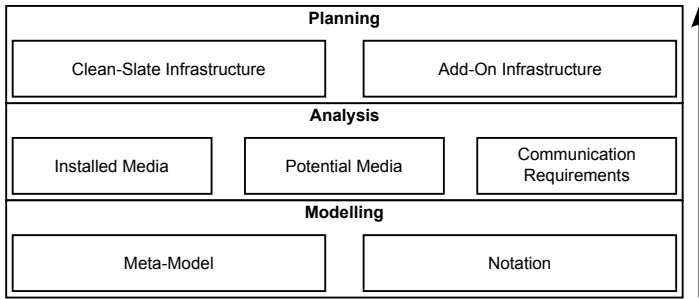 Planning
Clean-Slate Infrastructure
Add-On Infrastructure
Analysis
Installed Media
Potential Media
Communication
Requirements
Modelling
Meta-Model
Notation